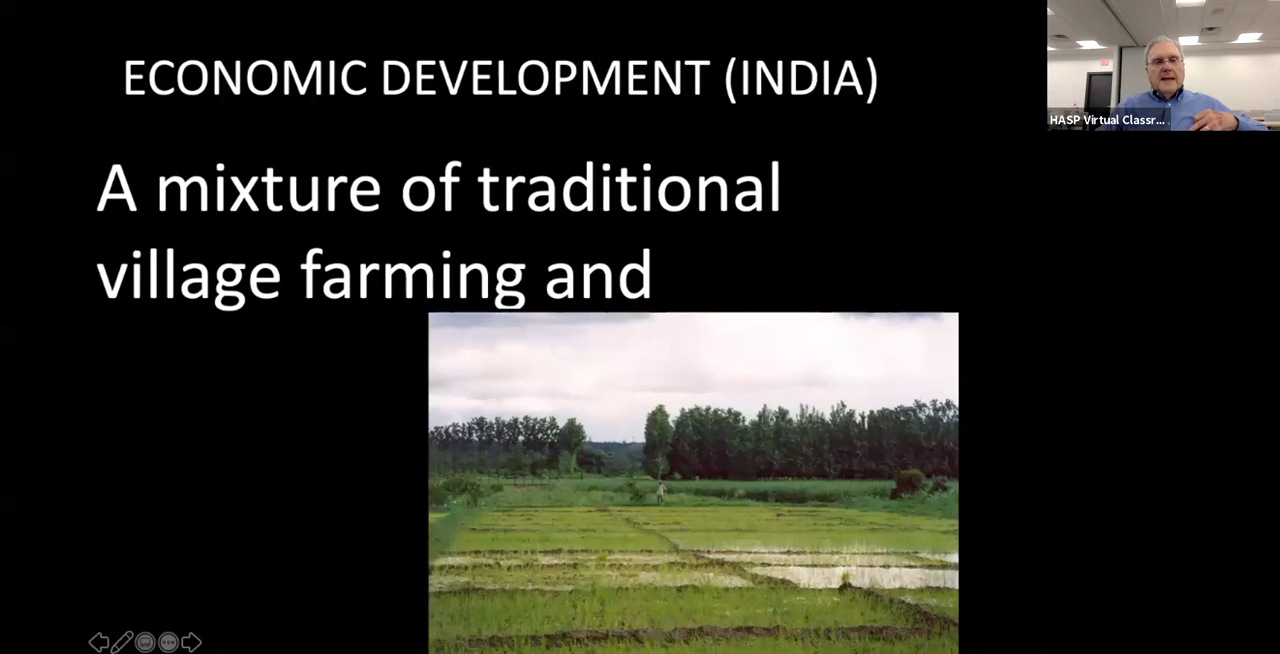 ECONOMIC DEVELOPMENT (INDIA)
HASP Virtual Classr...
A mixture of traditional
village farming and